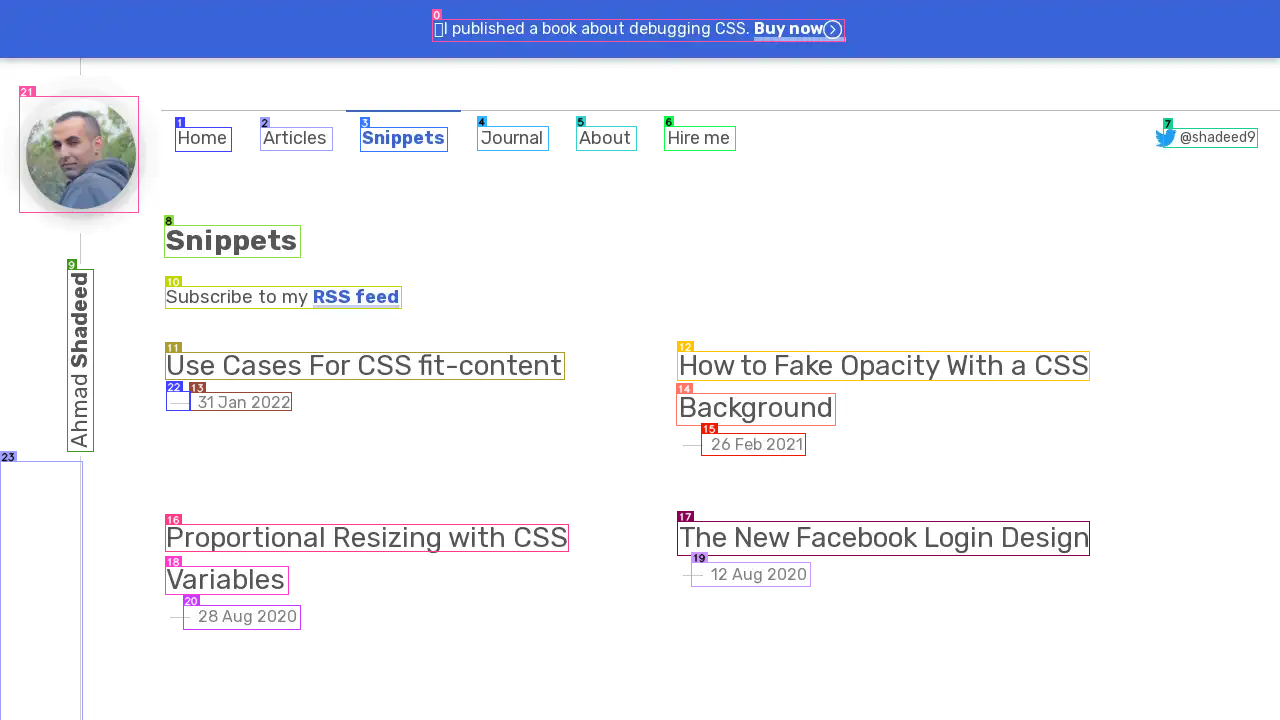 I published a book about debugging CSS. Buy now
Home
Articles
Snippets
Journal
About
Hire me
@shadeed9
Ahmad Shadeed
Snippets
Subscribe to my RSS feed
Use Cases For CSS fit-content
31 Jan 2022
How to Fake Opacity With a CSS
Background
26 Feb 2021
Proportional Resizing with CSS
Variables
28 Aug 2020
The New Facebook Login Design
12 Aug 2020
0
1
2
3
4
5
6
7
8
9
10
11
12
13
14
15
16
17
18
19
20
21
22
23